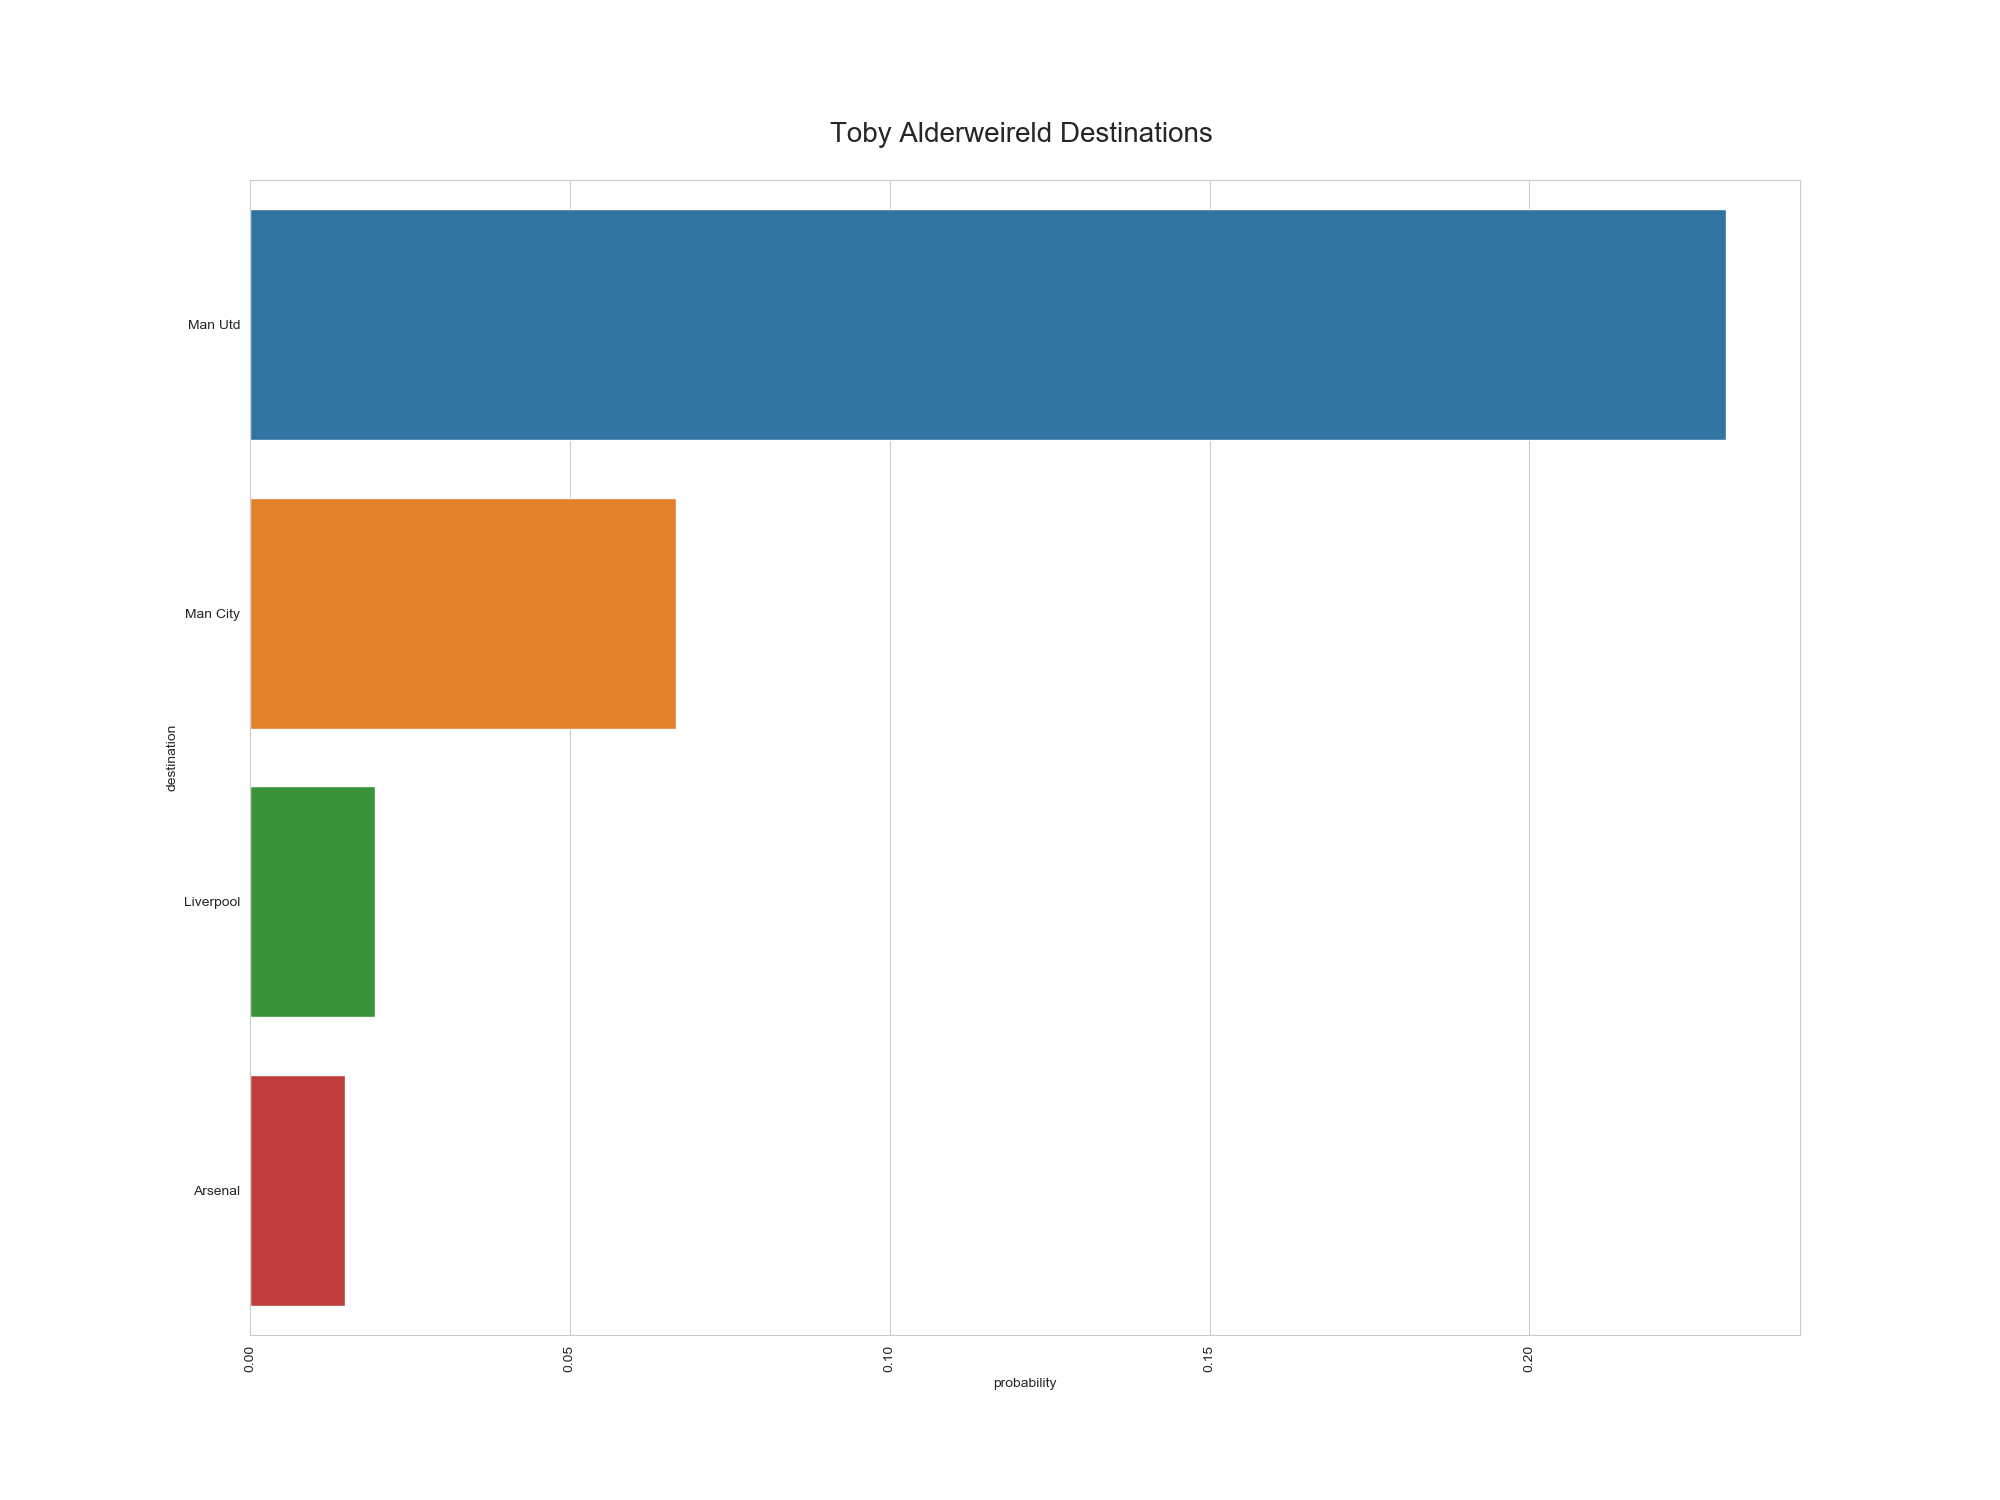 Toby Alderweireld Destinations
Man Utd
Man City
Liverpool
Arsenal
destination
0.00
0.05
0.10
0.15
0.20
probability